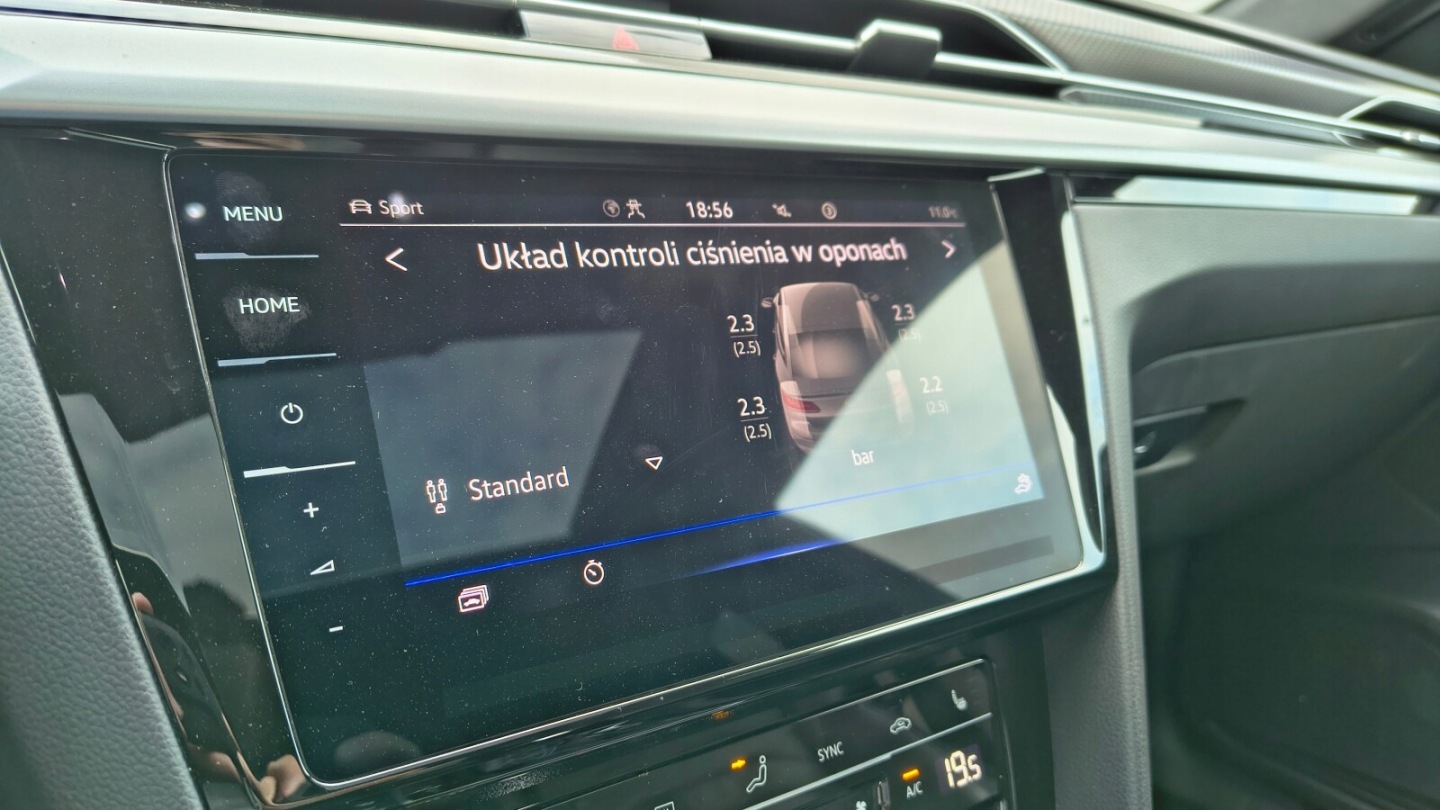 MENU
Sport
18:56
11.0°C
Układ kontroli ciśnienia w oponach
HOME
2.3
(2.5)
2.3
(2.5)
2.3
(2.5)
2.2
(2.5)
bar
Standard
+
-
SYNC
A/C
19.5